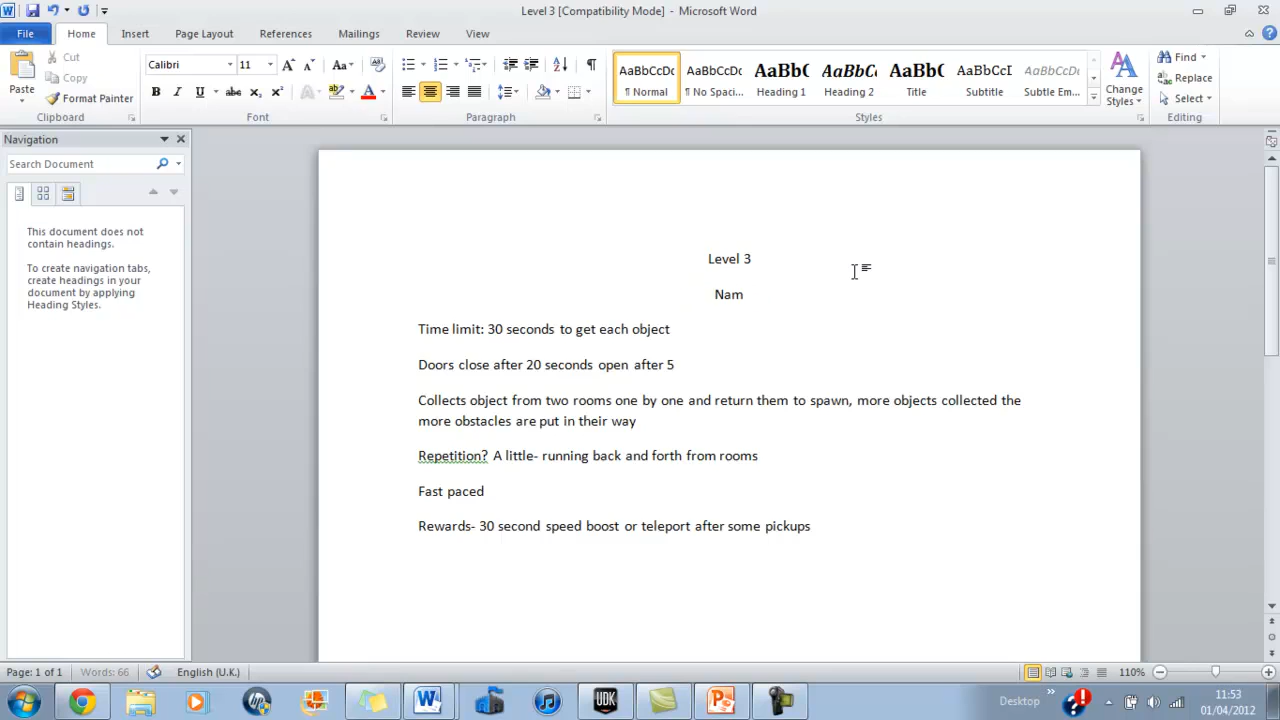 Level 3 [Compatibility Mode] - Microsoft Word
File Home Insert Page Layout References Mailings Review View
Paste
Cut
Copy
Format Painter
Clipboard
Calibri 11
Font
Paragraph
AaBbCcDc AaBbCcDc AaBbC AaBbCc AaBbC AaBbCcI AaBbCcDc
¶ Normal ¶ No Spaci... Heading 1 Heading 2 Title Subtitle Subtle Em...
Change Styles
Styles
Find
Replace
Select
Editing
Navigation
Search Document
This document does not
contain headings.
To create navigation tabs,
create headings in your
document by applying
Heading Styles.
Level 3
Nam
Time limit: 30 seconds to get each object
Doors close after 20 seconds open after 5
Collects object from two rooms one by one and return them to spawn, more objects collected the
more obstacles are put in their way
Repetition? A little- running back and forth from rooms
Fast paced
Rewards- 30 second speed boost or teleport after some pickups
Page: 1 of 1 Words: 66 English (U.K.) 110%
UDK
Desktop
11:53
01/04/2012